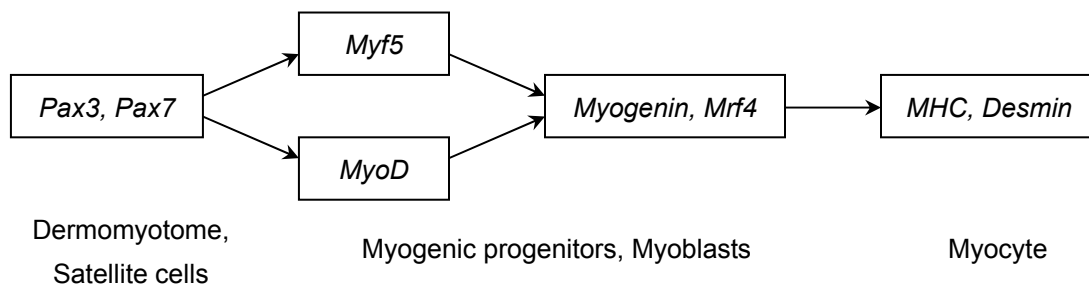 Myf5
Pax3, Pax7
Myogenin, Mrf4
MHC, Desmin
MyoD
Dermomyotome,
Satellite cells
Myogenic progenitors, Myoblasts
Myocyte